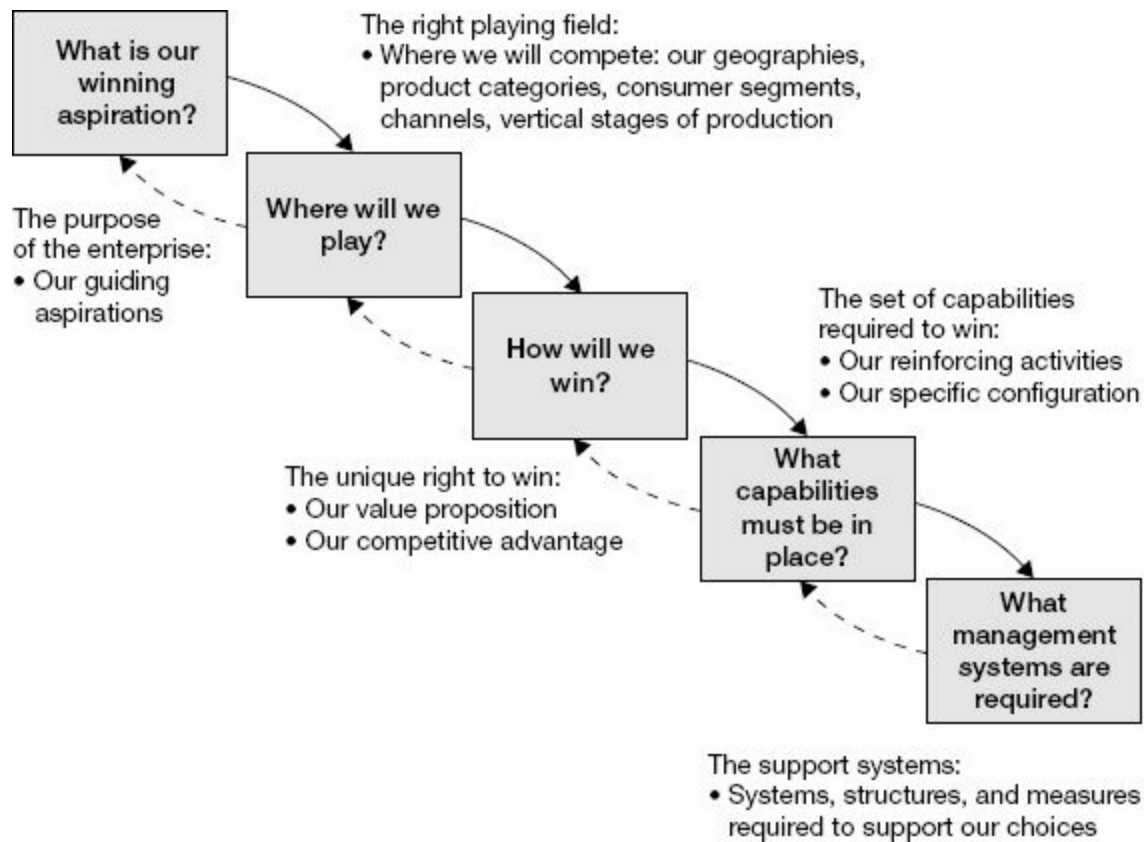 What is our
winning
aspiration?
The right playing field:
• Where we will compete: our geographies,
product categories, consumer segments,
channels, vertical stages of production
The purpose
of the enterprise:
• Our guiding
aspirations
Where will we
play?
How will we
win?
The set of capabilities
required to win:
• Our reinforcing activities
• Our specific configuration
The unique right to win:
• Our value proposition
• Our competitive advantage
What
capabilities
must be in
place?
What
management
systems are
required?
The support systems:
• Systems, structures, and measures
required to support our choices